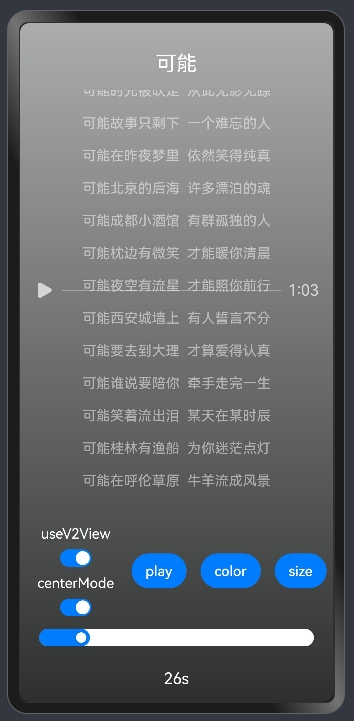 可能
可能的光被吹走 从此无影无踪
可能故事只剩下 一个难忘的人
可能在昨夜梦里 依然笑得纯真
可能北京的后海 许多漂泊的魂
可能成都小酒馆 有群孤独的人
可能枕边有微笑 才能暖你清晨
可能夜空有流星 才能照你前行
1:03
可能西安城墙上 有人誓言不分
可能要去到大理 才算爱得认真
可能谁说要陪你 牵手走完一生
可能笑着流出泪 某天在某时辰
可能桂林有渔船 为你迷茫点灯
可能在呼伦草原 牛羊流成风景
useV2View
centerMode
play
color
size
26s